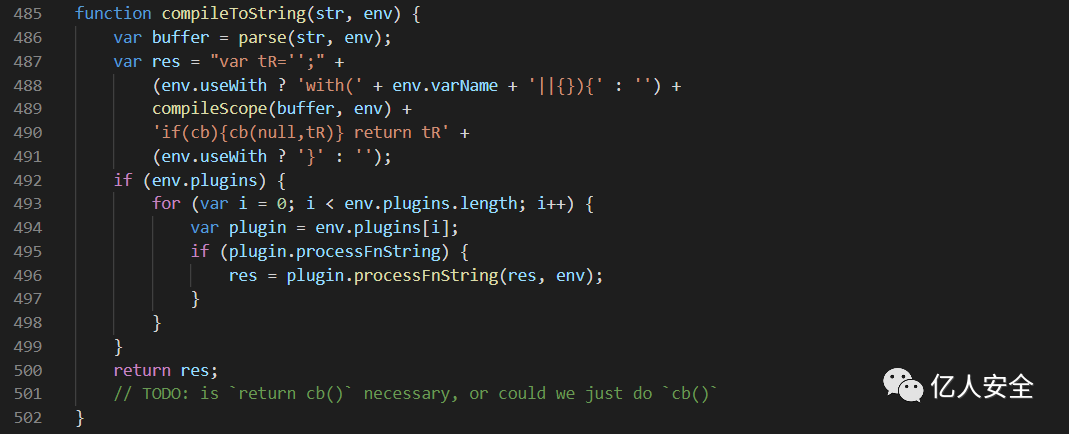 485 function compileToString(str, env) {
486 var buffer = parse(str, env);
487 var res = "var tR='';" +
488 (env.useWith ? 'with(' + env.varName + '||{}){' : '') +
489 compileScope(buffer, env) +
490 'if(cb){cb(null,tR)} return tR' +
491 (env.useWith ? '}' : '');
492 if (env.plugins) {
493 for (var i = 0; i < env.plugins.length; i++) {
494 var plugin = env.plugins[i];
495 if (plugin.processFnString) {
496 res = plugin.processFnString(res, env);
497 }
498 }
499 }
500 return res;
501 // TODO: is `return cb()` necessary, or could we just do `cb()`
502 }
亿人安全